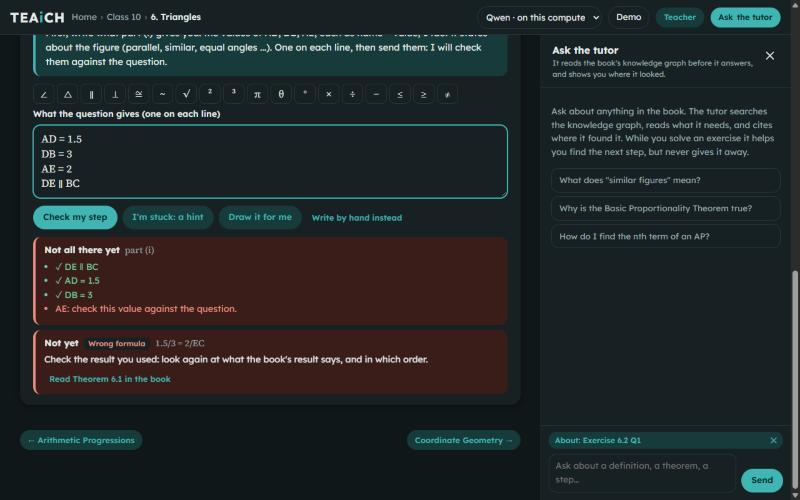 TEAiCH Home › Class 10 › 6. Triangles
Qwen · on this compute Demo Teacher Ask the tutor
about the figure (parallel, similar, equal angles ...). One on each line, then send them: I will check
them against the question.
∠ △ ∥ ⊥ ≅ ~ √ ² ³ π θ ° × ÷ − ≤ ≥ ≠
What the question gives (one on each line)
AD = 1.5
DB = 3
AE = 2
DE ∥ BC
Check my step I'm stuck: a hint Draw it for me Write by hand instead
Not all there yet part (i)
• ✓ DE ∥ BC
• ✓ AD = 1.5
• ✓ DB = 3
• AE: check this value against the question.
Not yet Wrong formula 1.5/3 = 2/EC
Check the result you used: look again at what the book's result says, and in which order.
Read Theorem 6.1 in the book
← Arithmetic Progressions Coordinate Geometry →
Ask the tutor
It reads the book's knowledge graph before it answers,
and shows you where it looked.
Ask about anything in the book. The tutor searches
the knowledge graph, reads what it needs, and cites
where it found it. While you solve an exercise it helps
you find the next step, but never gives it away.
What does "similar figures" mean?
Why is the Basic Proportionality Theorem true?
How do I find the nth term of an AP?
About: Exercise 6.2 Q1
Ask about a definition, a theorem, a
step...
Send